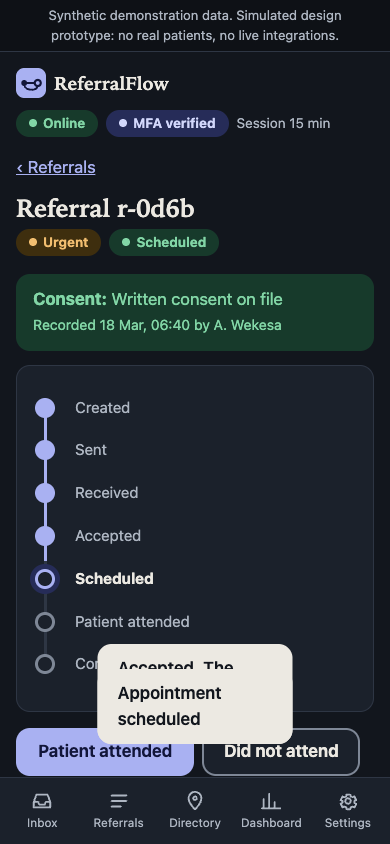 Synthetic demonstration data. Simulated design
prototype: no real patients, no live integrations.
ReferralFlow
Online
MFA verified
Session 15 min
‹ Referrals
Referral r-0d6b
Urgent
Scheduled
Consent: Written consent on file
Recorded 18 Mar, 06:40 by A. Wekesa
Created
Sent
Received
Accepted
Scheduled
Patient attended
Accepted. The
Appointment
scheduled
Patient attended
Did not attend
Inbox
Referrals
Directory
Dashboard
Settings